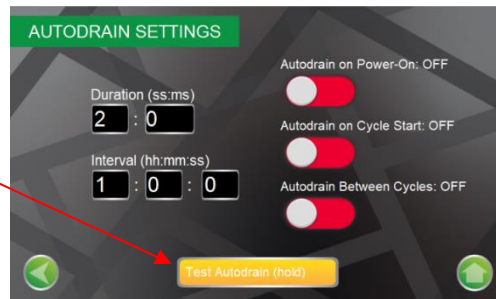 AUTODRAIN SETTINGS
Duration (ss:ms)
2 : 0
Interval (hh:mm:ss)
1 : 0 : 0
Autodrain on Power-On: OFF
Autodrain on Cycle Start: OFF
Autodrain Between Cycles: OFF
Test Autodrain (hold)